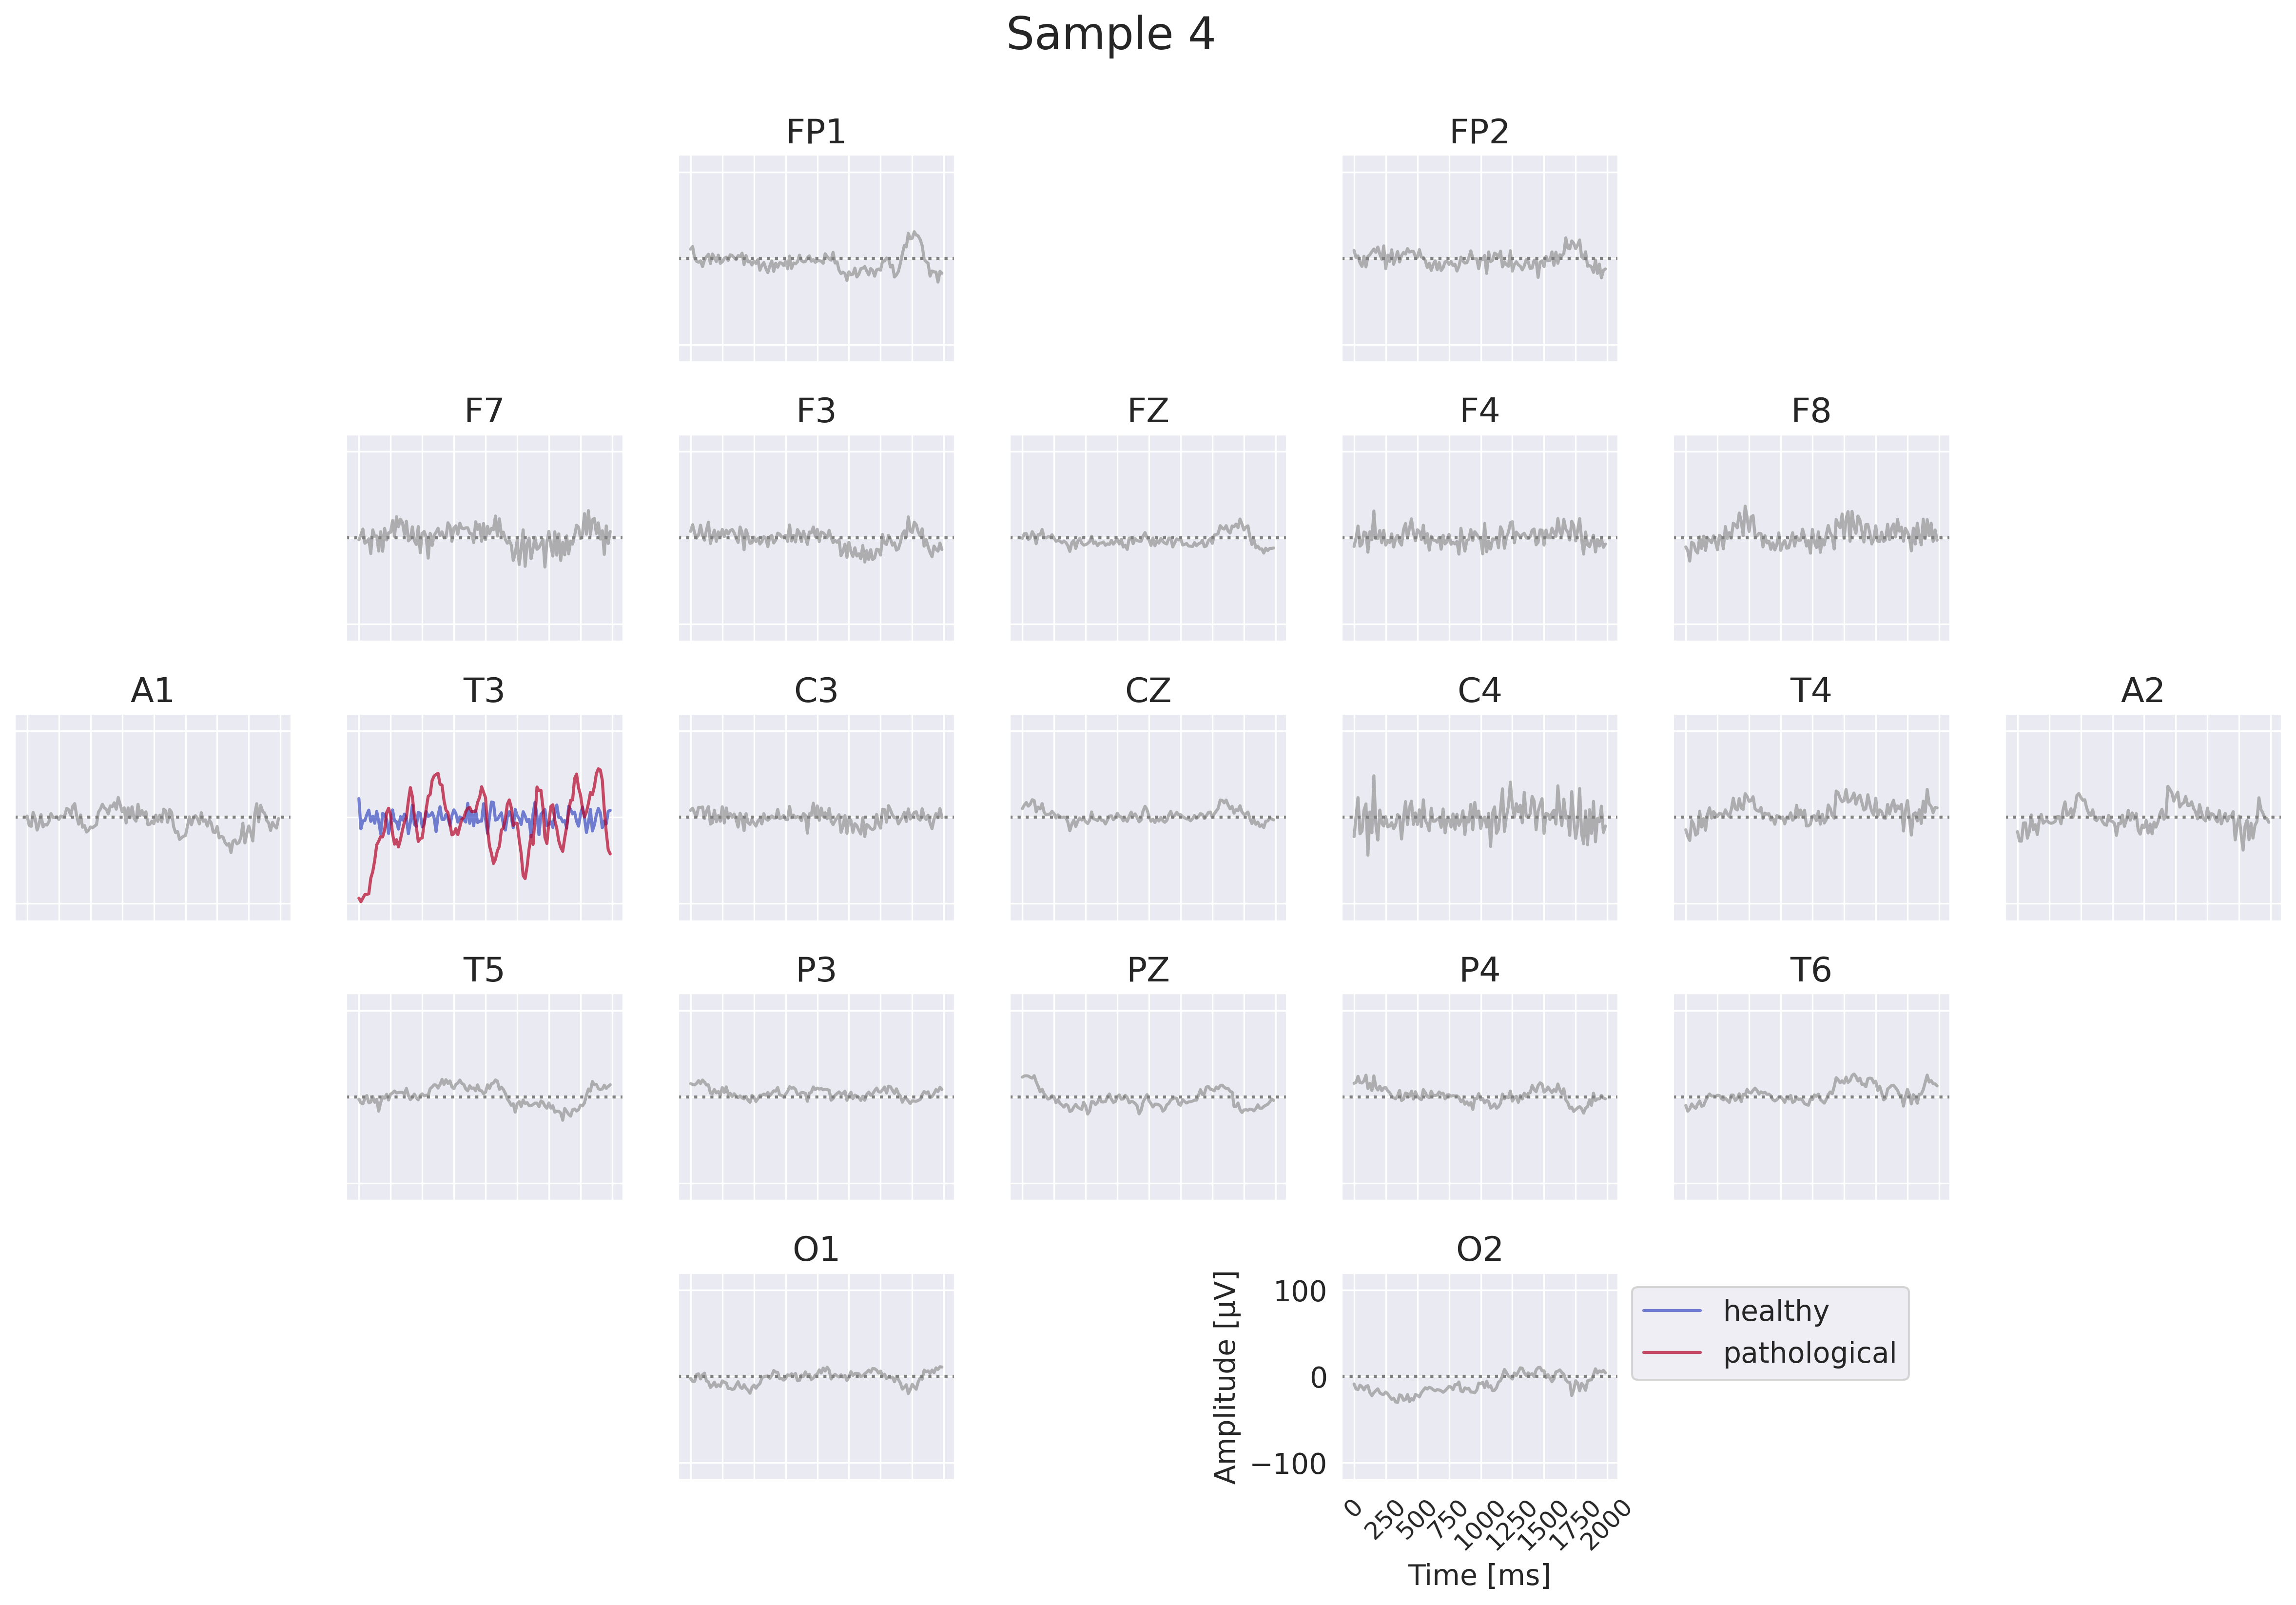 Sample 4
FP1 FP2
F7 F3 FZ F4 F8
A1 T3 C3 CZ C4 T4 A2
T5 P3 PZ P4 T6
O1 O2
Amplitude [µV]
100
0
−100
healthy
pathological
0 250 500 750 1000 1250 1500 1750 2000
Time [ms]